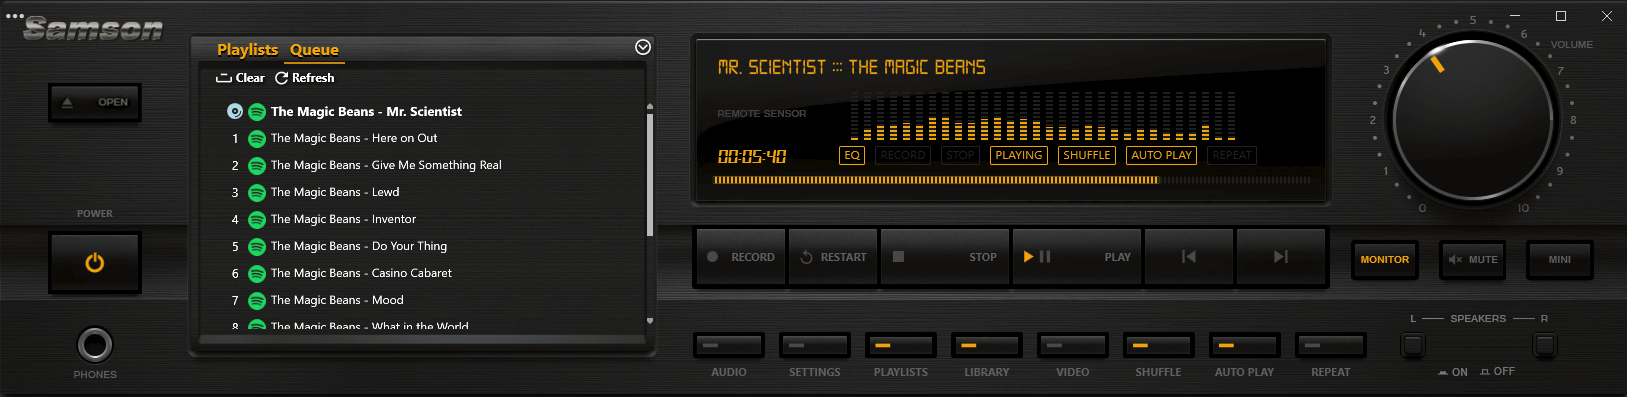 Samson
OPEN
POWER
PHONES
Playlists Queue
Clear Refresh
The Magic Beans - Mr. Scientist
1 The Magic Beans - Here on Out
2 The Magic Beans - Give Me Something Real
3 The Magic Beans - Lewd
4 The Magic Beans - Inventor
5 The Magic Beans - Do Your Thing
6 The Magic Beans - Casino Cabaret
7 The Magic Beans - Mood
8 The Magic Beans - What in the World
MR. SCIENTIST ::: THE MAGIC BEANS
REMOTE SENSOR
00:05:40 EQ RECORD STOP PLAYING SHUFFLE AUTO PLAY REPEAT
RECORD RESTART STOP PLAY
AUDIO SETTINGS PLAYLISTS LIBRARY VIDEO SHUFFLE AUTO PLAY REPEAT
VOLUME
0 1 2 3 4 5 6 7 8 9 10
MONITOR MUTE MINI
L SPEAKERS R
ON OFF